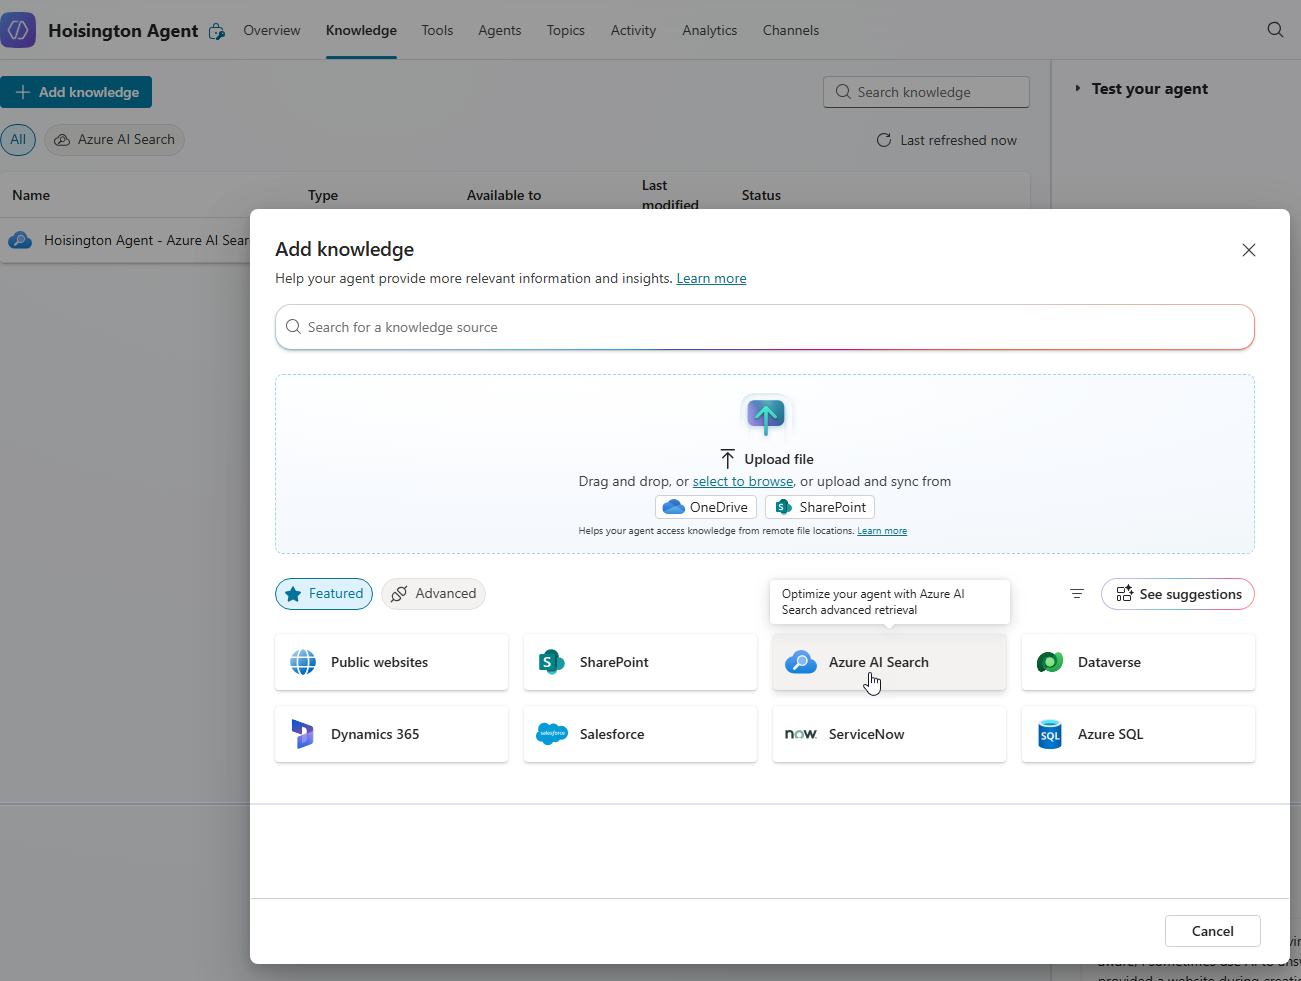 Hoisington Agent
Overview
Knowledge
Tools
Agents
Topics
Activity
Analytics
Channels
Add knowledge
Search knowledge
Test your agent
All
Azure AI Search
Last refreshed now
Name
Type
Available to
Last
modified
Status
Hoisington Agent - Azure AI Sear
Add knowledge
Help your agent provide more relevant information and insights. Learn more
Search for a knowledge source
Upload file
Drag and drop, or select to browse, or upload and sync from
OneDrive
SharePoint
Helps your agent access knowledge from remote file locations. Learn more
Featured
Advanced
Optimize your agent with Azure AI
Search advanced retrieval
See suggestions
Public websites
SharePoint
Azure AI Search
Dataverse
Dynamics 365
salesforce
Salesforce
now.
ServiceNow
SQL
Azure SQL
Cancel